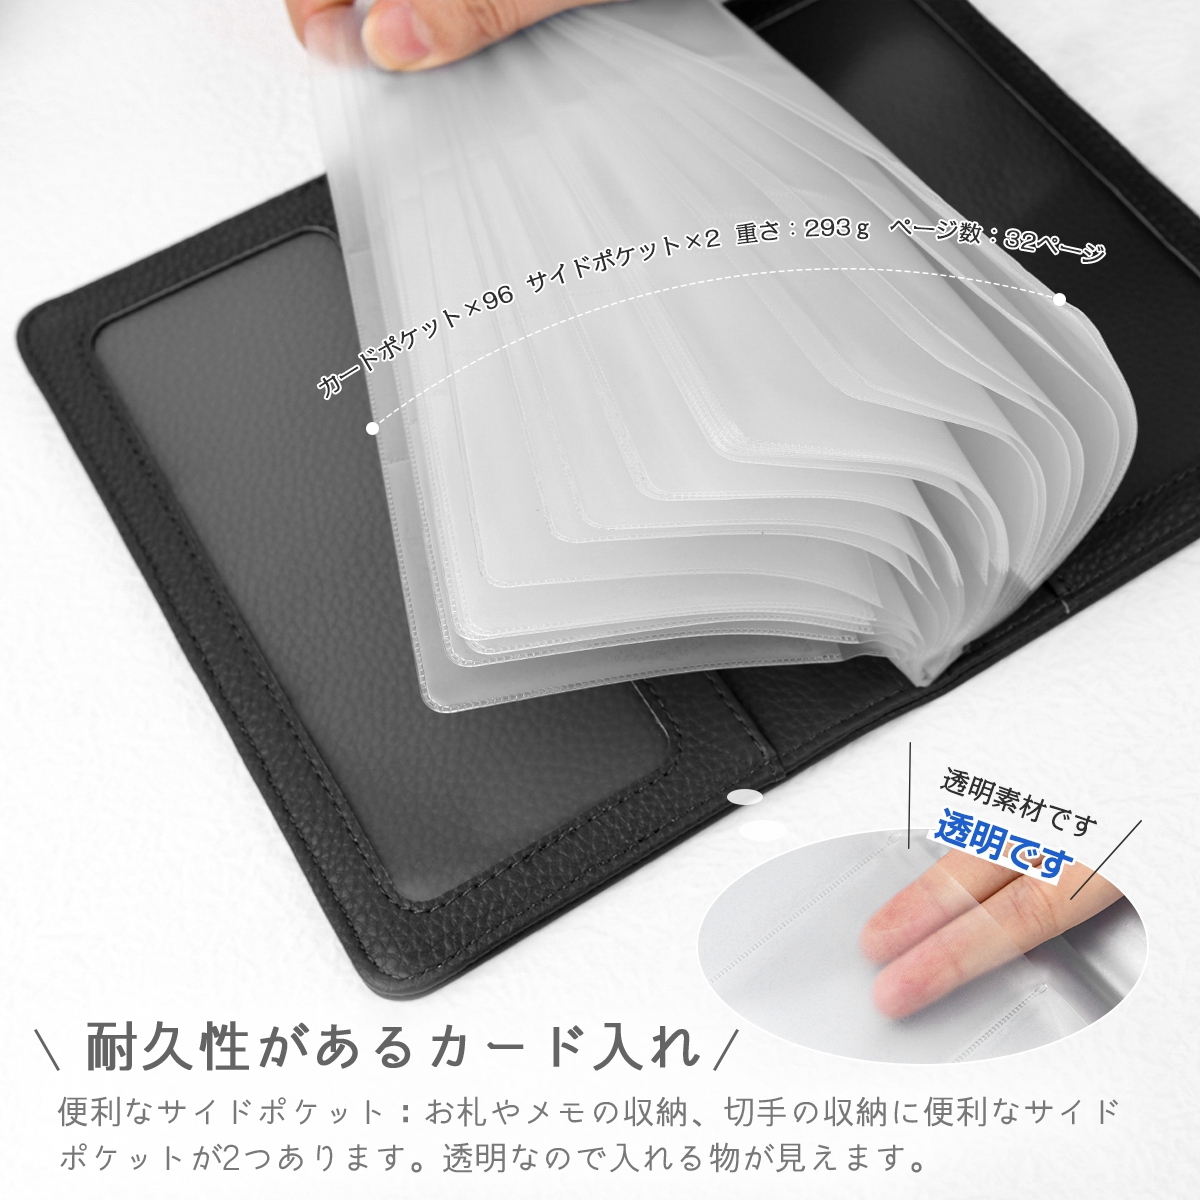 カードポケット×96 サイドポケット×2 重さ：293g ページ数：32ページ
透明素材です
透明です
\ 耐久性があるカード入れ /
便利なサイドポケット：お札やメモの収納、切手の収納に便利なサイド
ポケットが2つあります。透明なので入れる物が見えます。